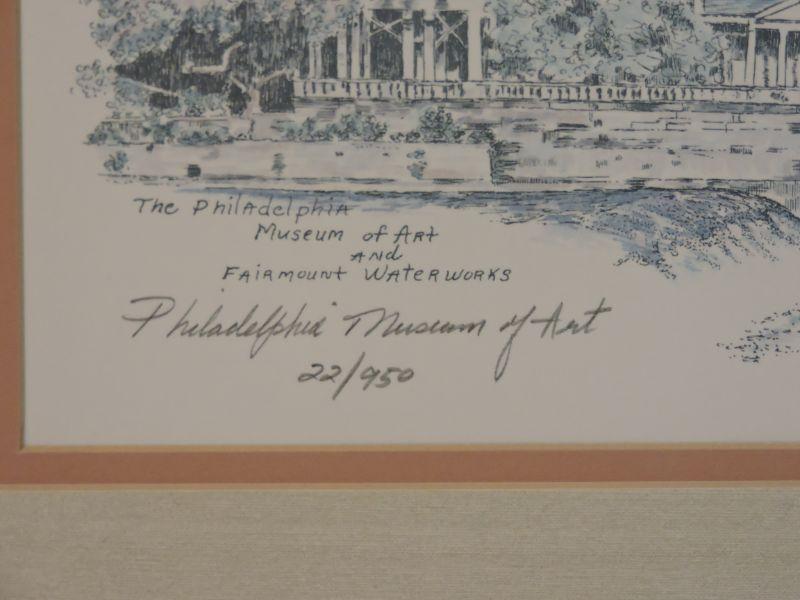 The Philadelphia
Museum of Art
and
Fairmount Waterworks
Philadelphia Museum of Art
22/950